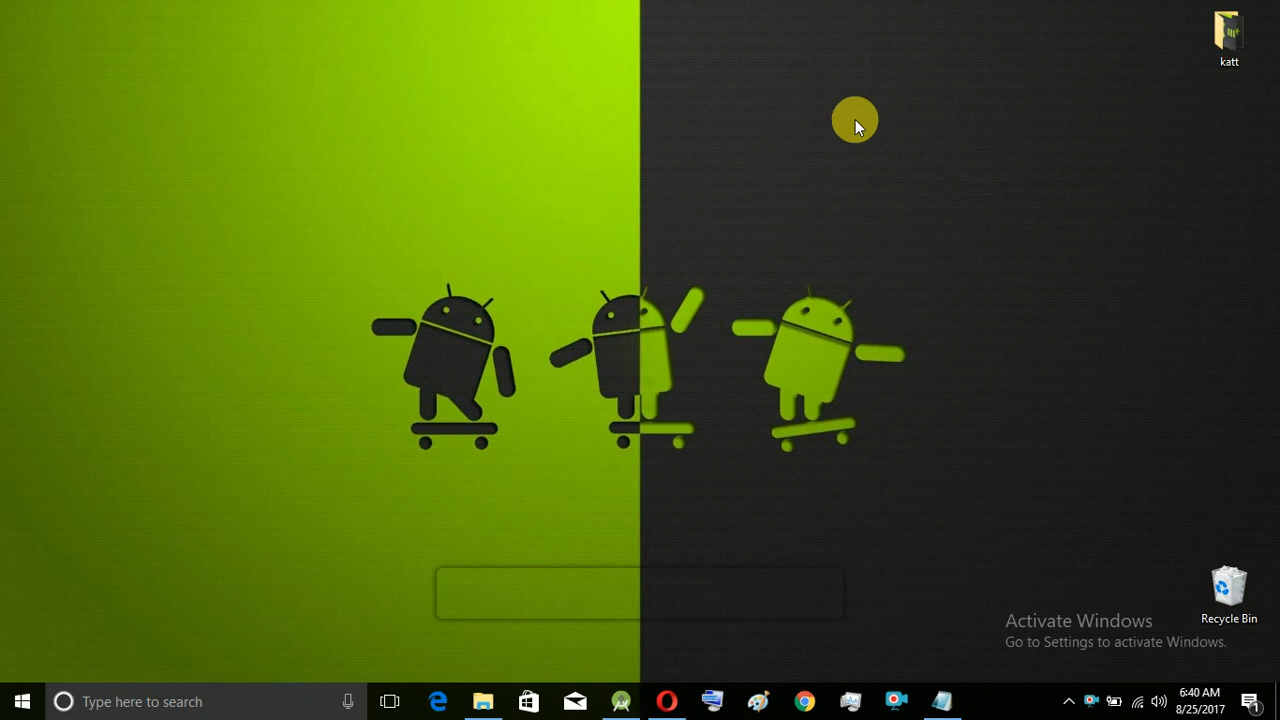 katt
Activate Windows
Go to Settings to activate Windows.
Recycle Bin
Type here to search
6:40 AM
8/25/2017
1